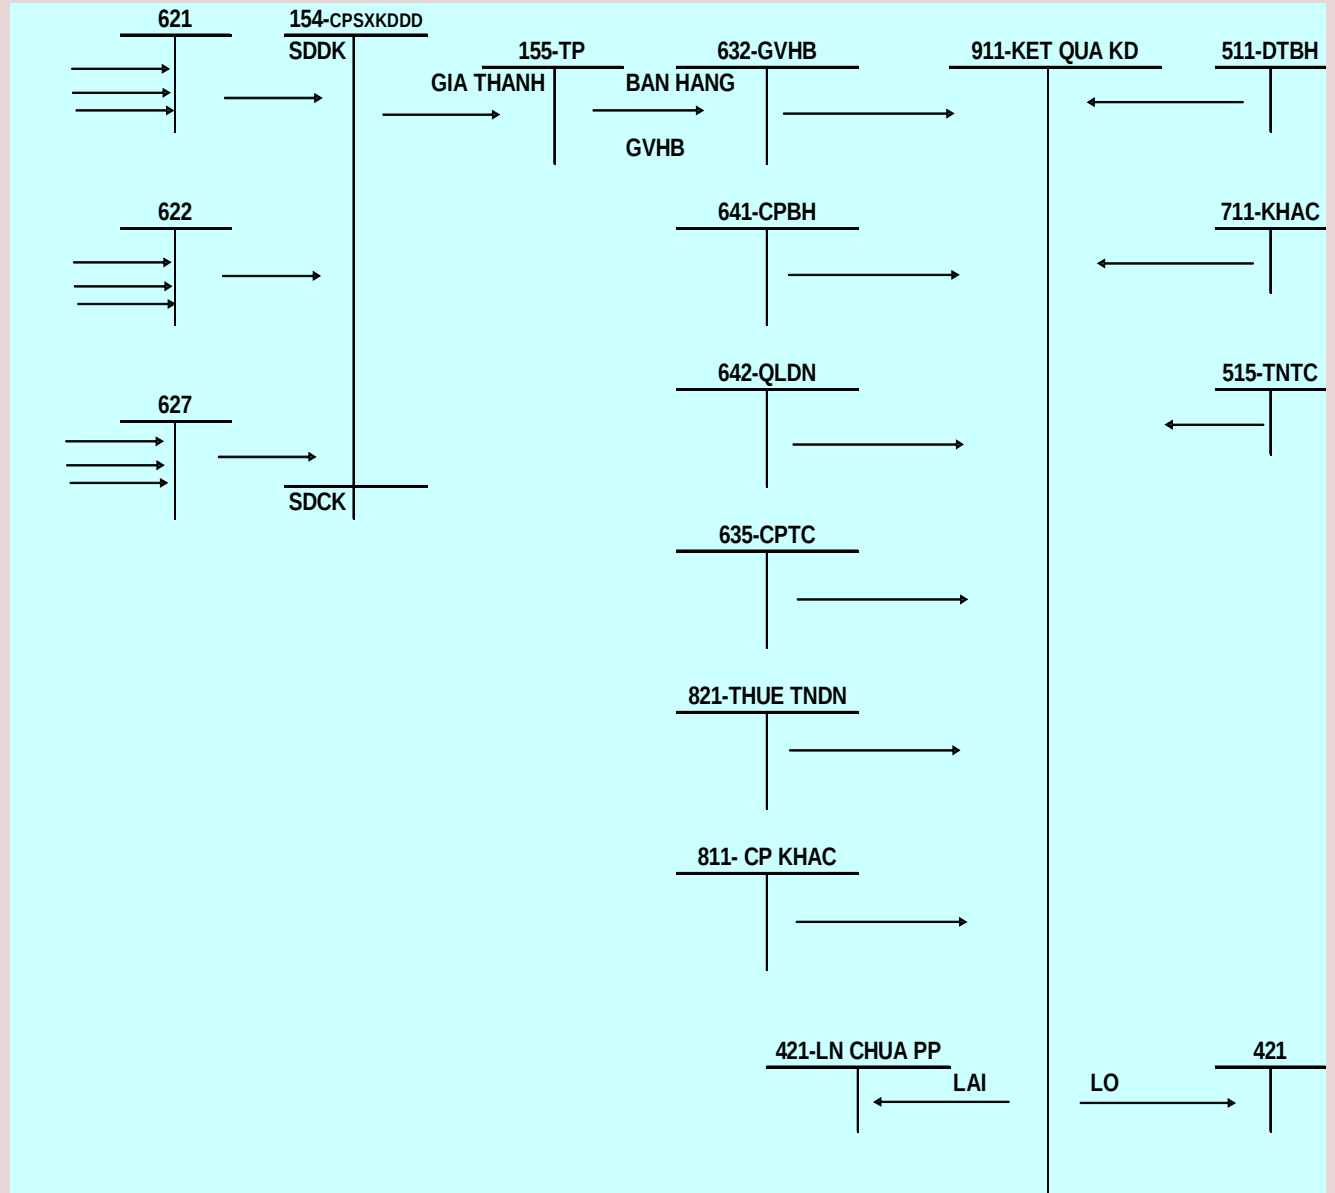 621
154-CPSXKDDD
SDDK
155-TP
632-GVHB
911-KET QUA KD
511-DTBH
GIA THANH
BAN HANG
GVHB
622
641-CPBH
711-KHAC
642-QLDN
515-TNTC
627
SDCK
635-CPTC
821-THUE TNDN
811- CP KHAC
421-LN CHUA PP
421
LAI
LO